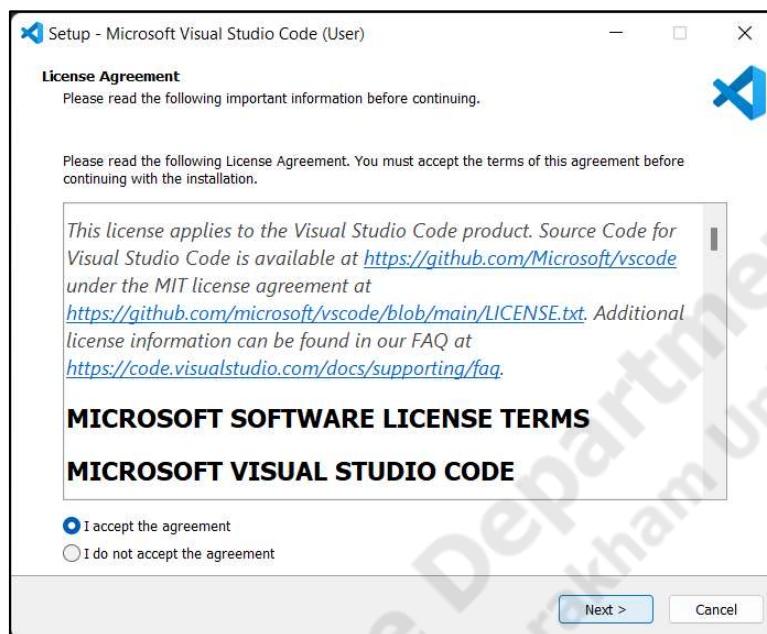 Setup - Microsoft Visual Studio Code (User)
License Agreement
Please read the following important information before continuing.
Please read the following License Agreement. You must accept the terms of this agreement before
continuing with the installation.
This license applies to the Visual Studio Code product. Source Code for
Visual Studio Code is available at https://github.com/Microsoft/vscode
under the MIT license agreement at
https://github.com/microsoft/vscode/blob/main/LICENSE.txt. Additional
license information can be found in our FAQ at
https://code.visualstudio.com/docs/supporting/faq.
MICROSOFT SOFTWARE LICENSE TERMS
MICROSOFT VISUAL STUDIO CODE
I accept the agreement
I do not accept the agreement
Next >
Cancel